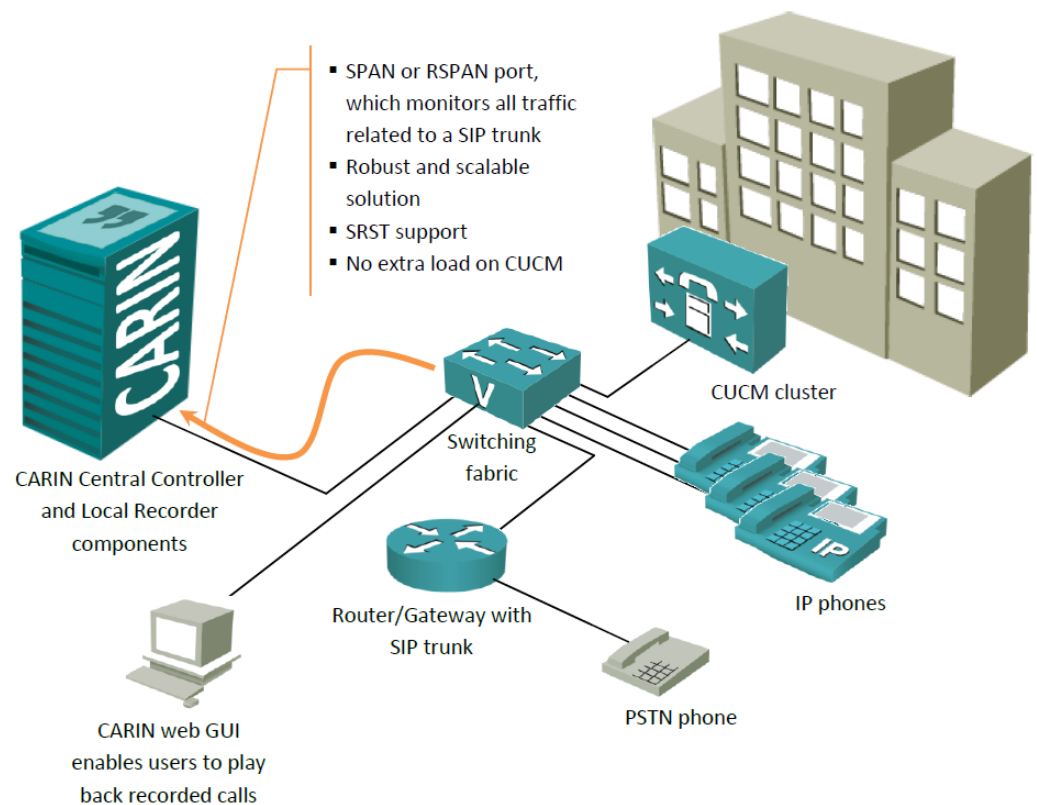 ▪ SPAN or RSPAN port,
which monitors all traffic
related to a SIP trunk
▪ Robust and scalable
solution
▪ SRST support
▪ No extra load on CUCM
CARIN
CUCM cluster
V
Switching
fabric
CARIN Central Controller
and Local Recorder
components
IP
IP phones
Router/Gateway with
SIP trunk
PSTN phone
CARIN web GUI
enables users to play
back recorded calls